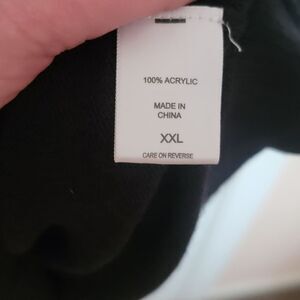 100% ACRYLIC
MADE IN
CHINA
XXL
CARE ON REVERSE